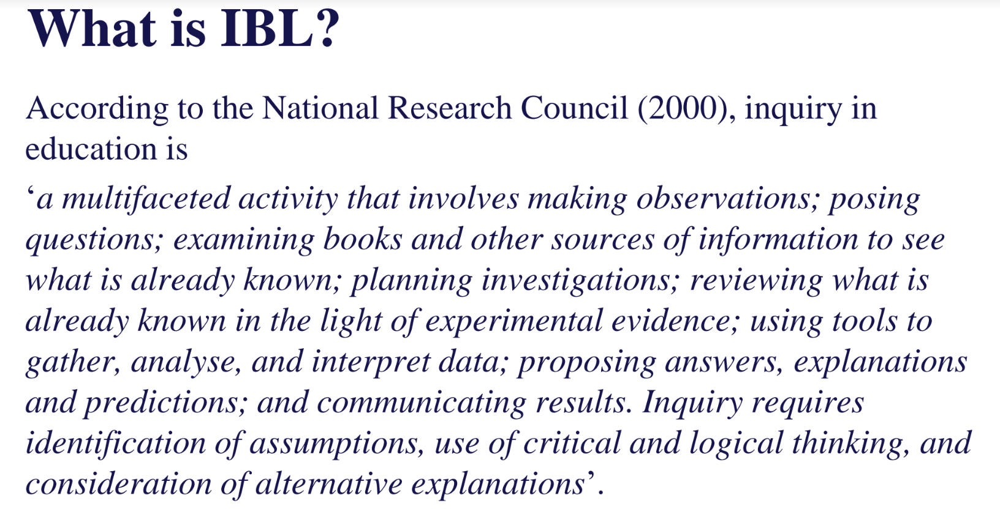 What is IBL?
According to the National Research Council (2000), inquiry in
education is
‘a multifaceted activity that involves making observations; posing
questions; examining books and other sources of information to see
what is already known; planning investigations; reviewing what is
already known in the light of experimental evidence; using tools to
gather, analyse, and interpret data; proposing answers, explanations
and predictions; and communicating results. Inquiry requires
identification of assumptions, use of critical and logical thinking, and
consideration of alternative explanations’.